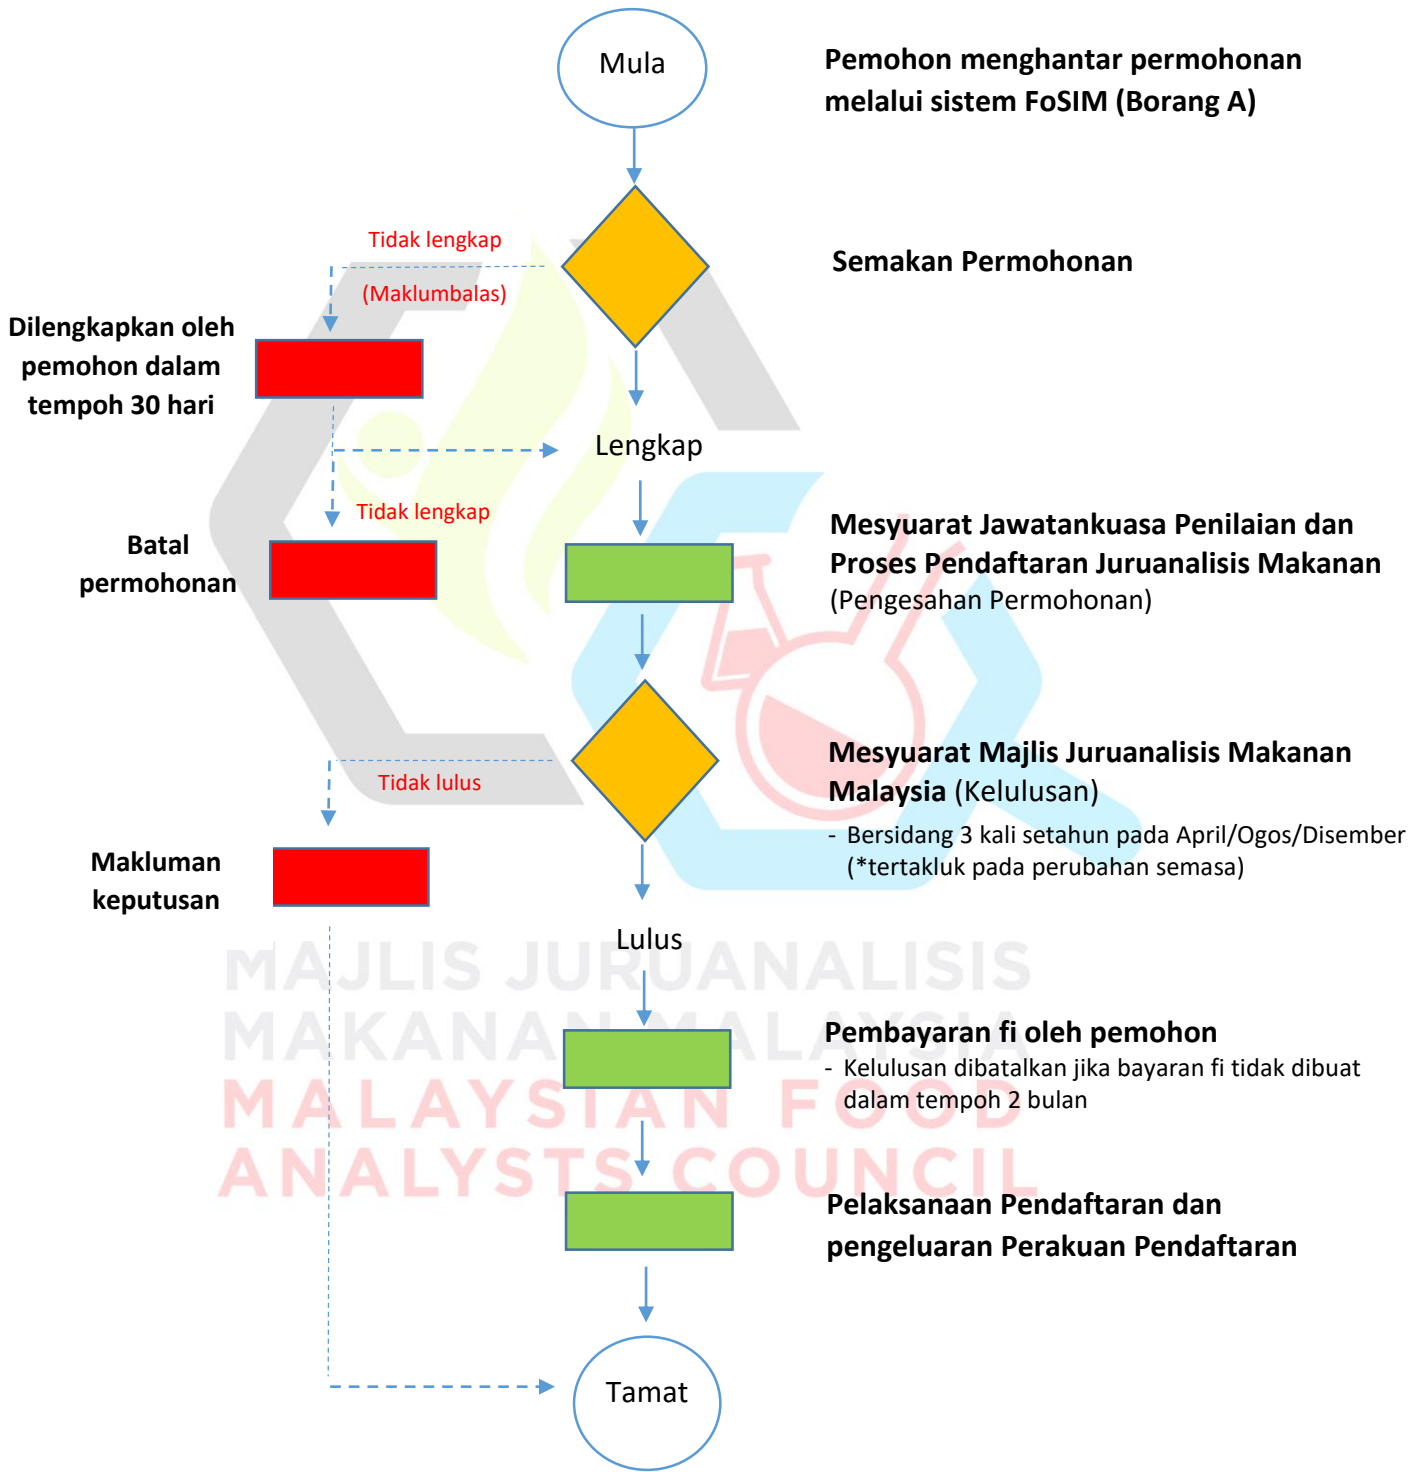 Mula
Pemohon menghantar permohonan
melalui sistem FoSIM (Borang A)
Tidak lengkap
(Maklumbalas)
Semakan Permohonan
Dilengkapkan oleh
pemohon dalam
tempoh 30 hari
Lengkap
Tidak lengkap
Batal
permohonan
Mesyuarat Jawatankuasa Penilaian dan
Proses Pendaftaran Juruanalisis Makanan
(Pengesahan Permohonan)
Tidak lulus
Mesyuarat Majlis Juruanalisis Makanan
Malaysia (Kelulusan)
- Bersidang 3 kali setahun pada April/Ogos/Disember
(*tertakluk pada perubahan semasa)
Makluman
keputusan
Lulus
MAJLIS JURUANALISIS
MAKANAN MALAYSIA
MALAYSIAN FOOD
ANALYSTS COUNCIL
Pembayaran fi oleh pemohon
- Kelulusan dibatalkan jika bayaran fi tidak dibuat
dalam tempoh 2 bulan
Pelaksanaan Pendaftaran dan
pengeluaran Perakuan Pendaftaran
Tamat